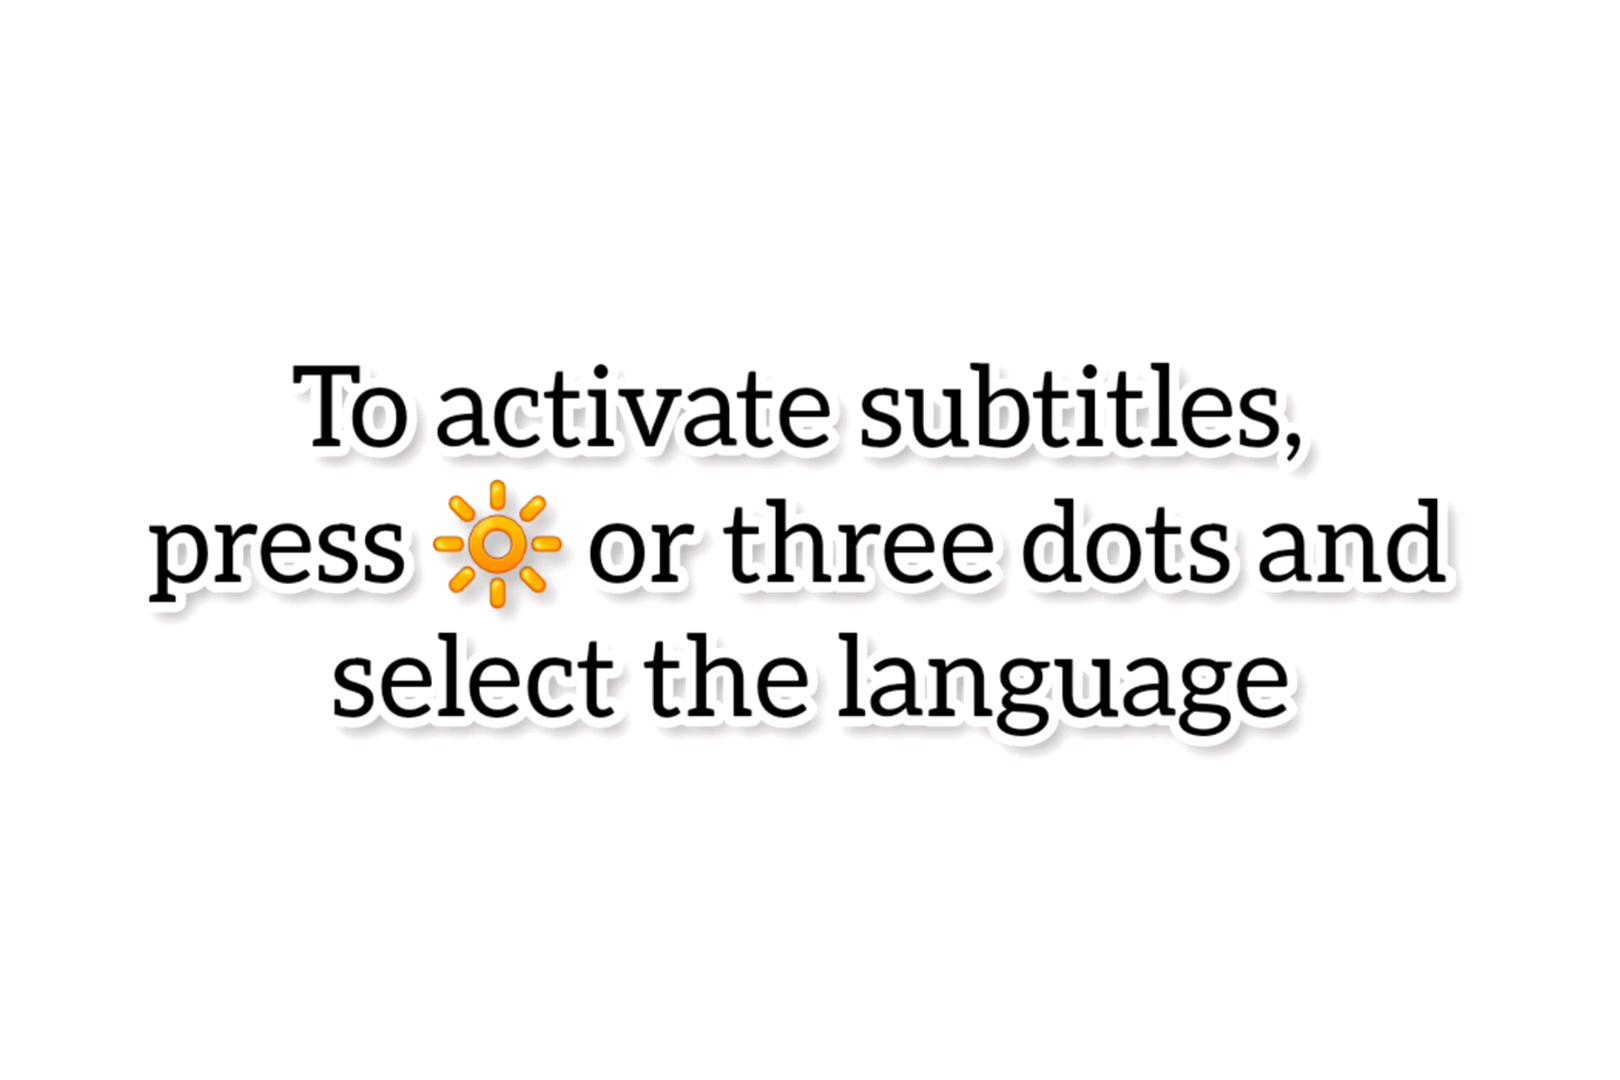 To activate subtitles,
press 🔆 or three dots and
select the language